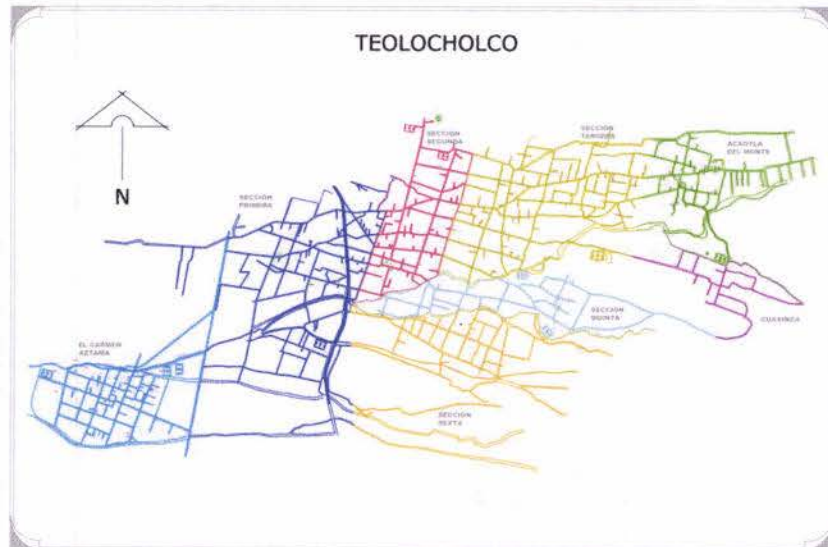 TEOLOCHOLCO
SECCION
SEGUNDA
SECCION
TERCERA
ACXOTLA
DEL MONTE
N
SECCION
PRIMERA
CUAXINCA
SECCION
QUINTA
EL CARMEN
AZTAMA
SECCION
SEXTA